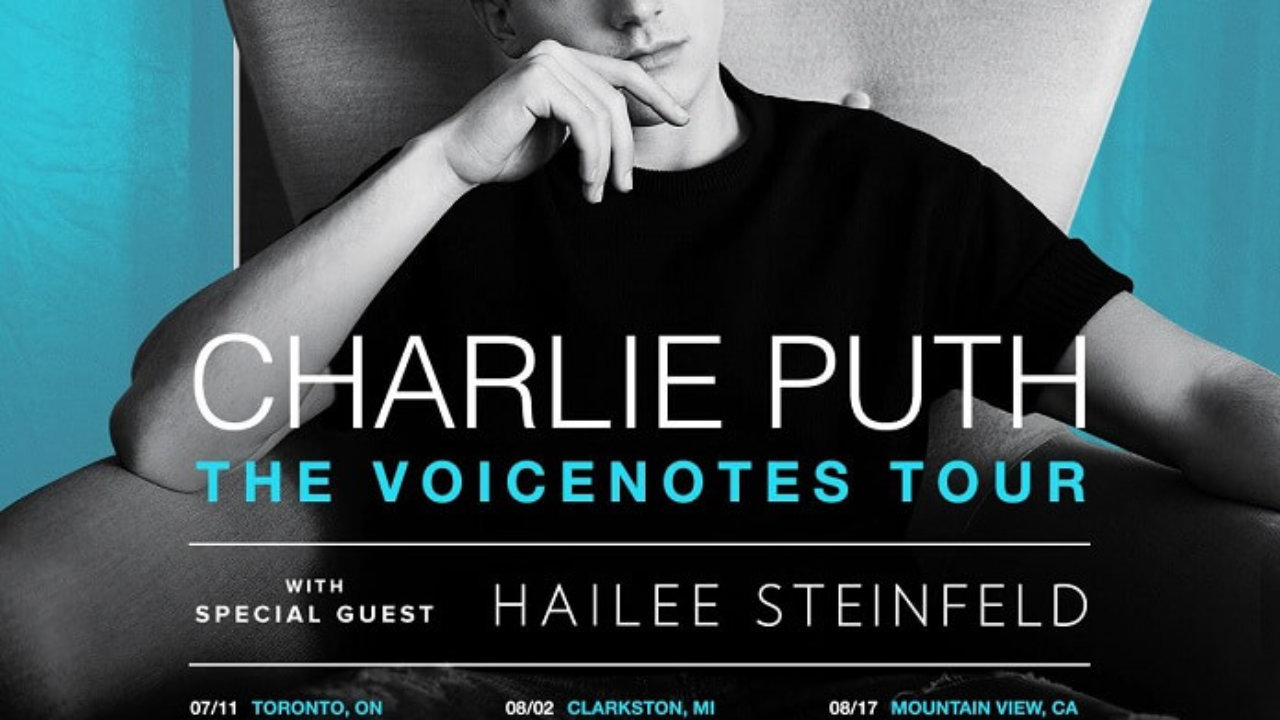 CHARLIE PUTH
THE VOICENOTES TOUR
WITH
SPECIAL GUEST
HAILEE STEINFELD
07/11 TORONTO, ON 08/02 CLARKSTON, MI 08/17 MOUNTAIN VIEW, CA